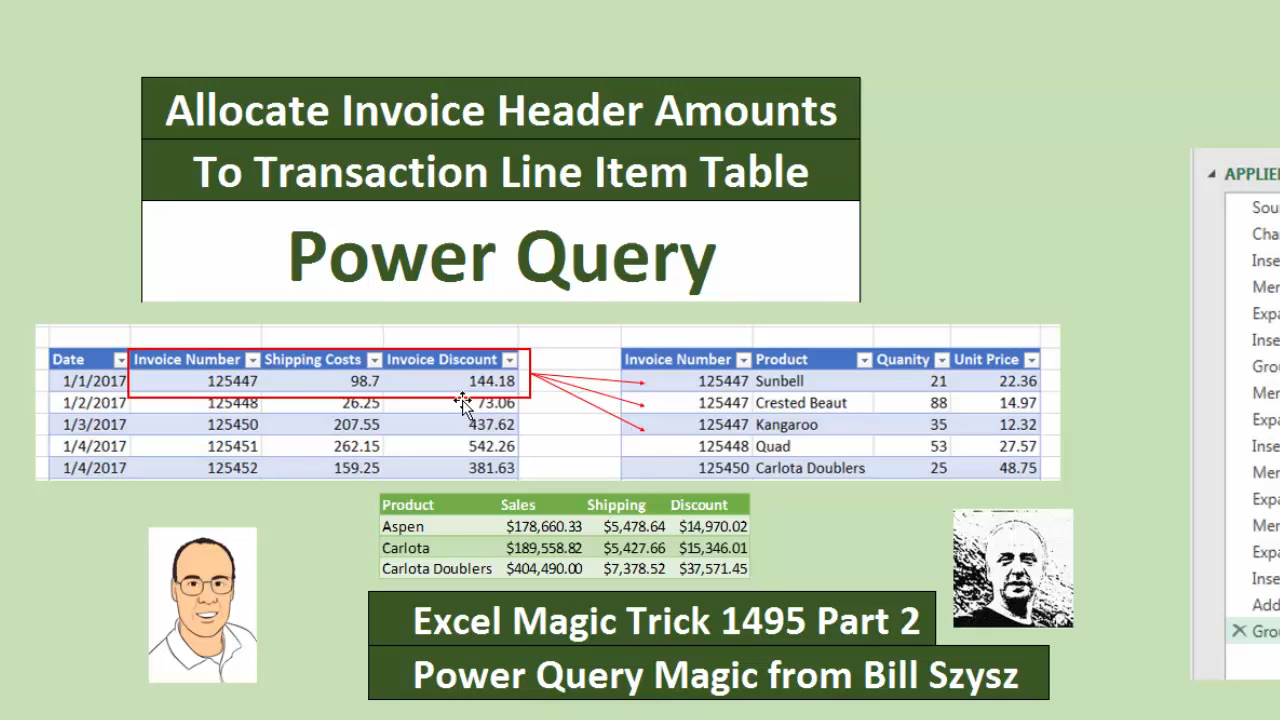 Allocate Invoice Header Amounts
To Transaction Line Item Table
Power Query
Date Invoice Number Shipping Costs Invoice Discount
1/1/2017 125447 98.7 144.18
1/2/2017 125448 26.25 73.06
1/3/2017 125450 207.55 437.62
1/4/2017 125451 262.15 542.26
1/4/2017 125452 159.25 381.63
Invoice Number Product Quanity Unit Price
125447 Sunbell 21 22.36
125447 Crested Beaut 88 14.97
125447 Kangaroo 35 12.32
125448 Quad 53 27.57
125450 Carlota Doublers 25 48.75
Product Sales Shipping Discount
Aspen $178,660.33 $5,478.64 $14,970.02
Carlota $189,558.82 $5,427.66 $15,346.01
Carlota Doublers $404,490.00 $7,378.52 $37,571.45
Excel Magic Trick 1495 Part 2
Power Query Magic from Bill Szysz
APPLIE
Sou
Cha
Inse
Mer
Expa
Inse
Gro
Mer
Expa
Inse
Mer
Expa
Mer
Expa
Inse
Add
Gro